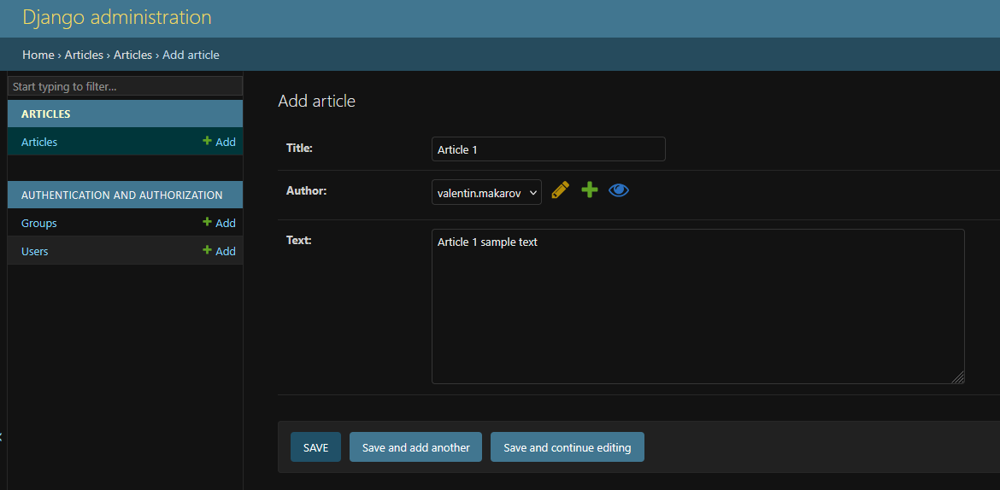 Django administration
Home › Articles › Articles › Add article
Start typing to filter...
ARTICLES
Articles
Add
AUTHENTICATION AND AUTHORIZATION
Groups
Add
Users
Add
Add article
Title:
Article 1
Author:
valentin.makarov
Text:
Article 1 sample text
SAVE
Save and add another
Save and continue editing